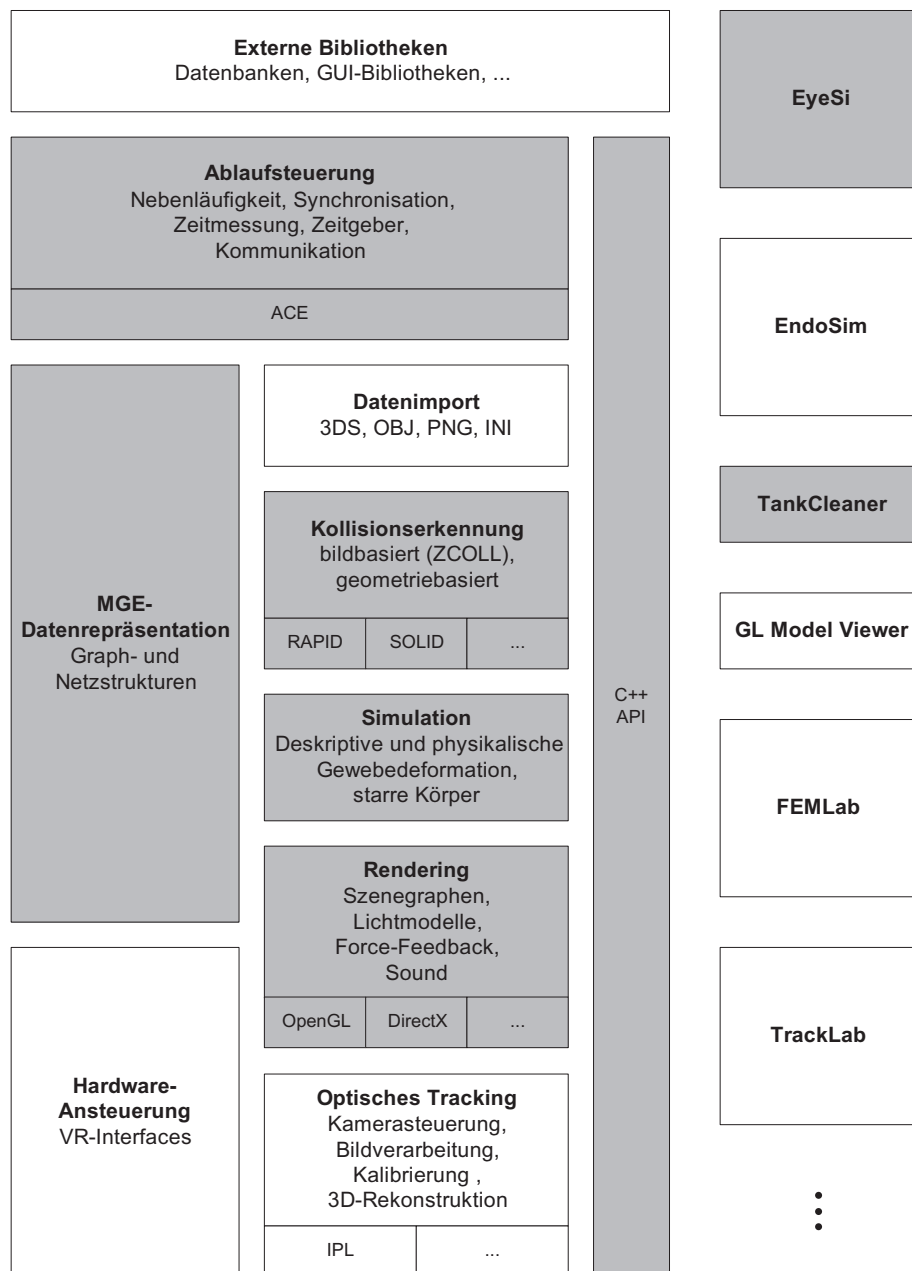 Externe Bibliotheken
Datenbanken, GUI-Bibliotheken, ...
Ablaufsteuerung
Nebenläufigkeit, Synchronisation,
Zeitmessung, Zeitgeber,
Kommunikation
ACE
MGE-
Datenrepräsentation
Graph- und
Netzstrukturen
Datenimport
3DS, OBJ, PNG, INI
Kollisionserkennung
bildbasiert (ZCOLL),
geometriebasiert
RAPID
SOLID
...
Simulation
Deskriptive und physikalische
Gewebedeformation,
starre Körper
Rendering
Szenegraphen,
Lichtmodelle,
Force-Feedback,
Sound
OpenGL
DirectX
...
Hardware-
Ansteuerung
VR-Interfaces
Optisches Tracking
Kamerasteuerung,
Bildverarbeitung,
Kalibrierung ,
3D-Rekonstruktion
IPL
...
C++
API
EyeSi
EndoSim
TankCleaner
GL Model Viewer
FEMLab
TrackLab